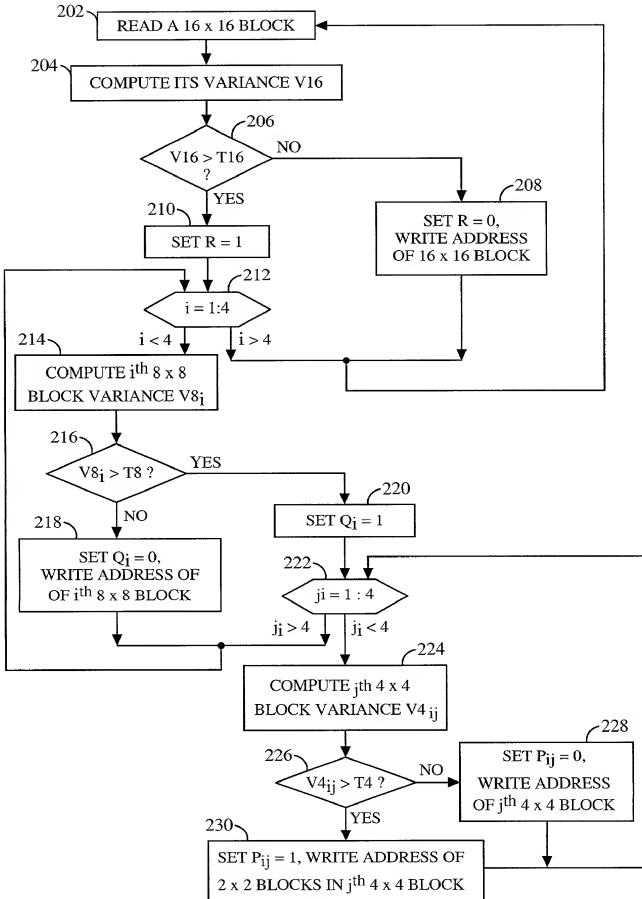 202
READ A 16 x 16 BLOCK
204
COMPUTE ITS VARIANCE V16
206
V16 > T16
?
NO
YES
208
SET R = 0,
WRITE ADDRESS
OF 16 x 16 BLOCK
210
SET R = 1
212
i = 1:4
i < 4
i > 4
214
COMPUTE ith 8 x 8
BLOCK VARIANCE V8i
216
V8i > T8 ?
YES
NO
218
SET Qi = 0,
WRITE ADDRESS OF
OF ith 8 x 8 BLOCK
220
SET Qi = 1
222
ji = 1 : 4
ji > 4
ji < 4
224
COMPUTE jth 4 x 4
BLOCK VARIANCE V4 ij
226
V4ij > T4 ?
NO
YES
228
SET Pij = 0,
WRITE ADDRESS
OF jth 4 x 4 BLOCK
230
SET Pij = 1, WRITE ADDRESS OF
2 x 2 BLOCKS IN jth 4 x 4 BLOCK